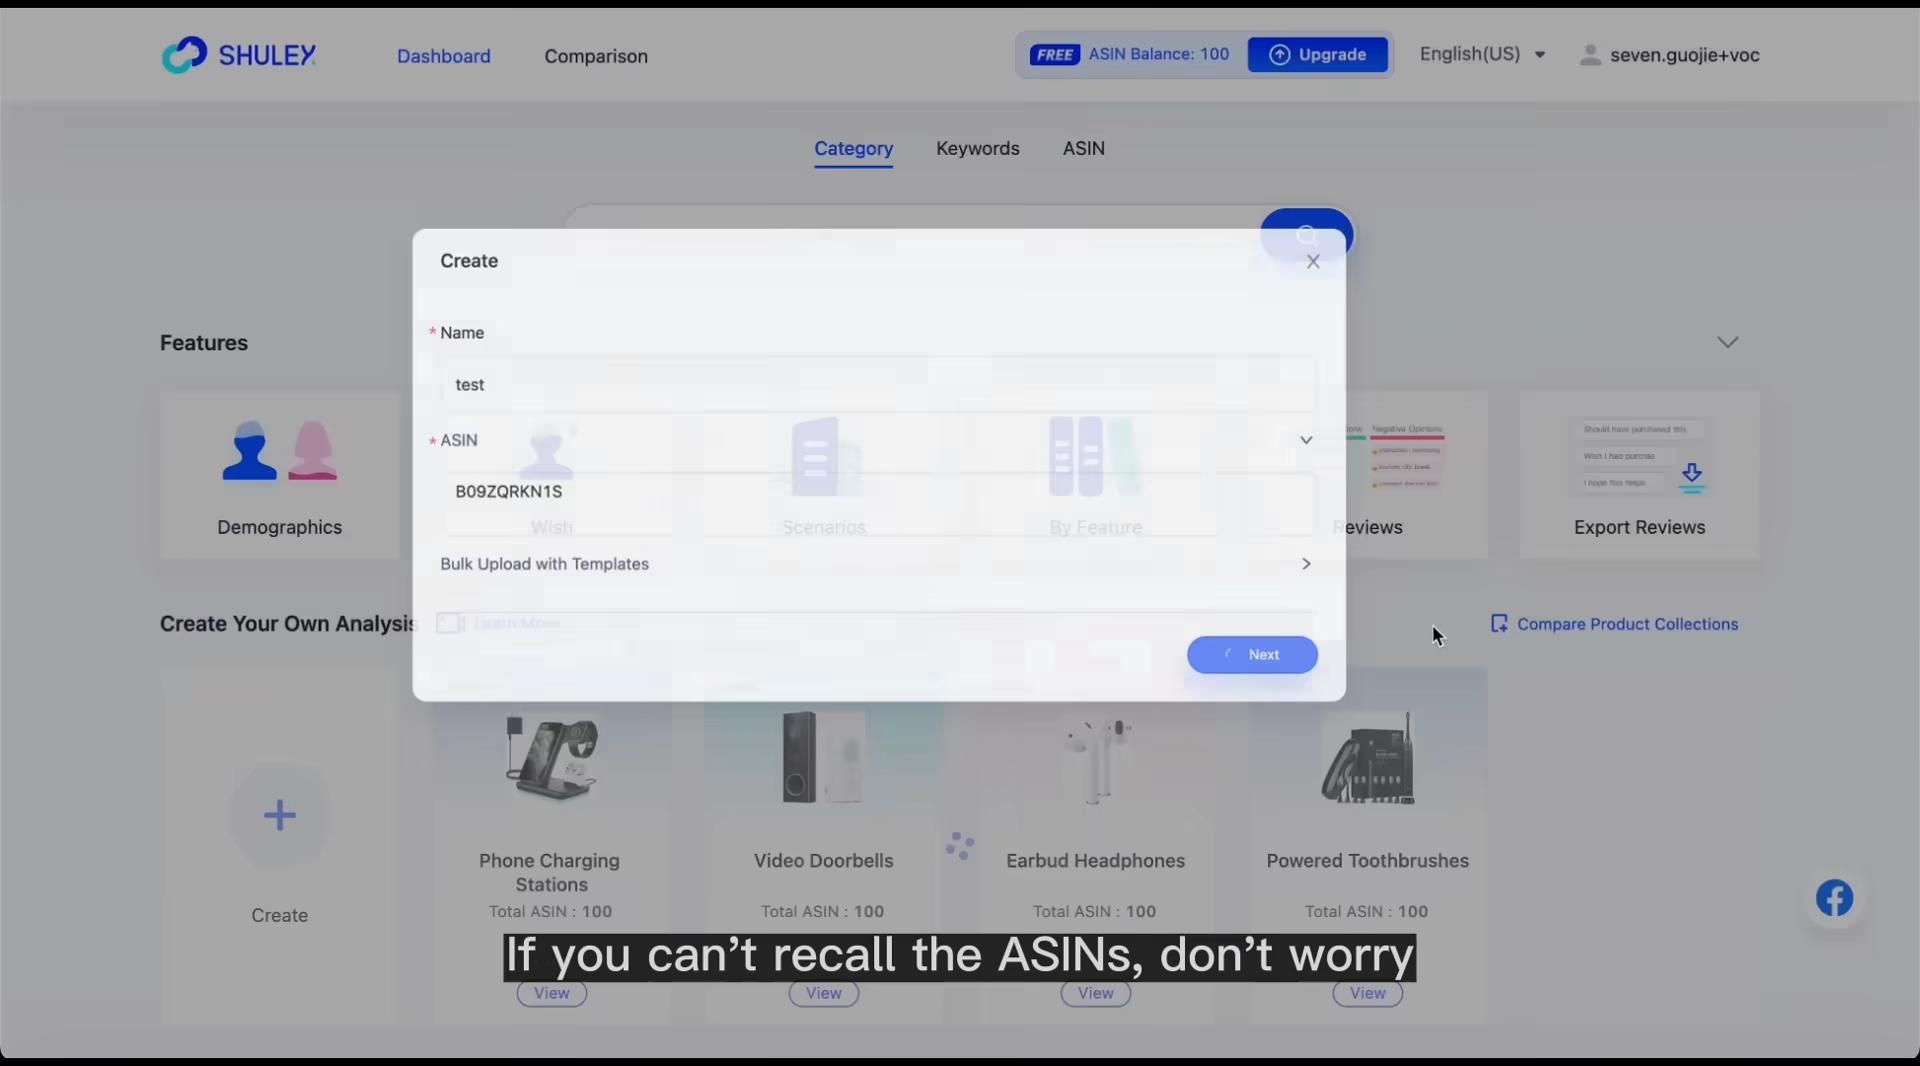 SHULEX
Dashboard
Comparison
FREE ASIN Balance: 100
Upgrade
English(US)
seven.guojie+voc
Category
Keywords
ASIN
Create
* Name
test
* ASIN
B09ZQRKN1S
Bulk Upload with Templates
Next
Features
Demographics
Wish
Scenarios
By Feature
Reviews
Negative Opinions
Should have purchased this
Wish I had purchas
I hope this helps
Export Reviews
Create Your Own Analysis
Learn More
Compare Product Collections
Create
Phone Charging
Stations
Total ASIN : 100
View
Video Doorbells
Total ASIN : 100
View
Earbud Headphones
Total ASIN : 100
View
Powered Toothbrushes
Total ASIN : 100
View
If you can't recall the ASINs, don't worry